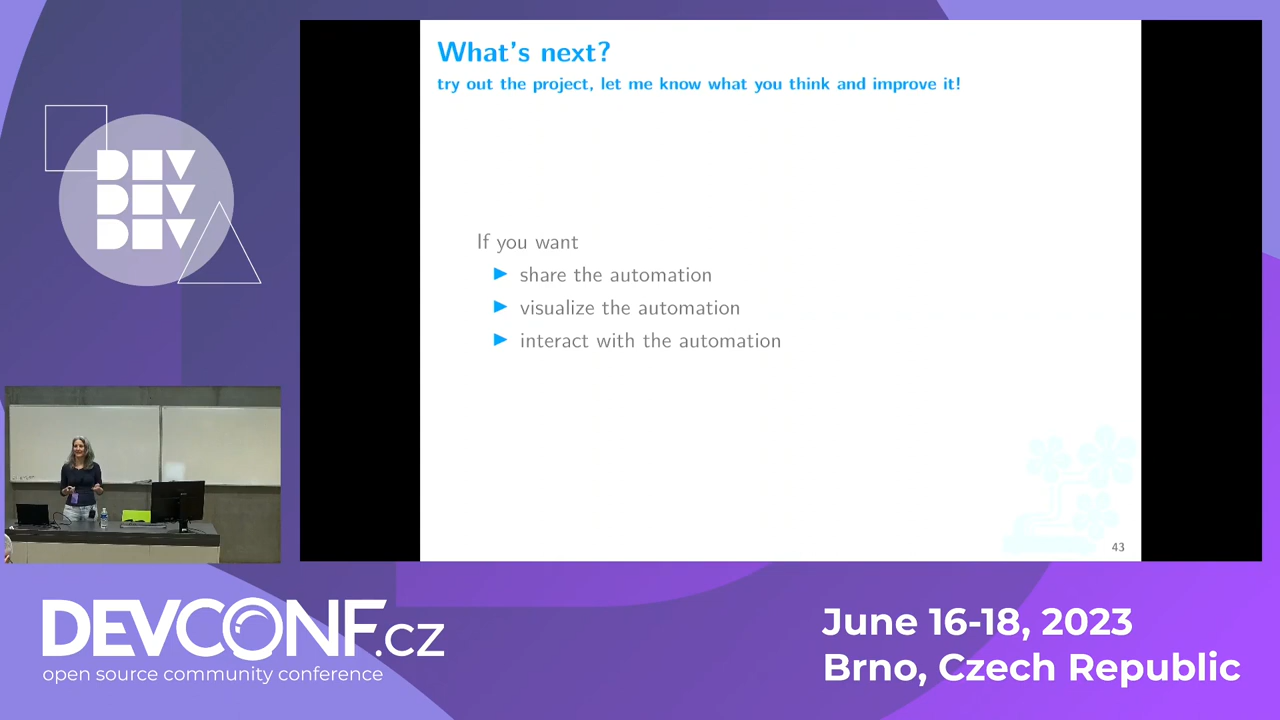 What's next?
try out the project, let me know what you think and improve it!
If you want
share the automation
visualize the automation
interact with the automation
43
DEV
DEV
DEV
DEVCONF.CZ
open source community conference
June 16-18, 2023
Brno, Czech Republic